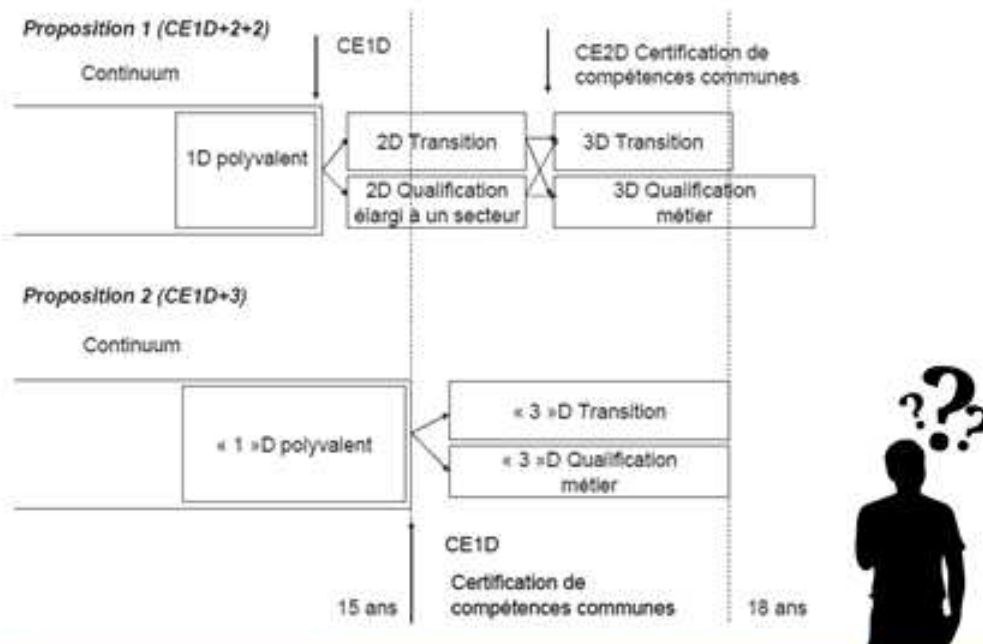 Proposition 1 (CE1D+2+2)
CE1D
CE2D Certification de
compétences communes
Continuum
1D polyvalent
2D Transition
3D Transition
2D Qualification
élargi à un secteur
3D Qualification
métier
Proposition 2 (CE1D+3)
Continuum
« 1 »D polyvalent
« 3 »D Transition
« 3 »D Qualification
métier
CE1D
Certification de
compétences communes
15 ans
18 ans
???